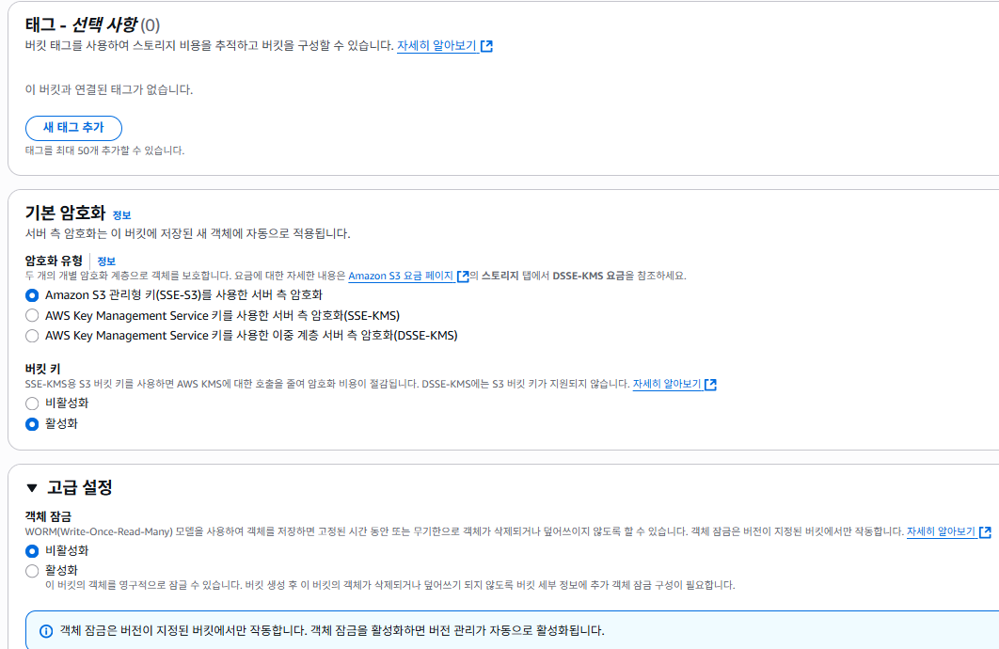 태그 - 선택 사항 (0)
버킷 태그를 사용하여 스토리지 비용을 추적하고 버킷을 구성할 수 있습니다. 자세히 알아보기
이 버킷과 연결된 태그가 없습니다.
새 태그 추가
태그를 최대 50개 추가할 수 있습니다.
기본 암호화 정보
서버 측 암호화는 이 버킷에 저장된 새 객체에 자동으로 적용됩니다.
암호화 유형 정보
두 개의 개별 암호화 계층으로 객체를 보호합니다. 요금에 대한 자세한 내용은 Amazon S3 요금 페이지의 스토리지 탭에서 DSSE-KMS 요금을 참조하세요.
Amazon S3 관리형 키(SSE-S3)를 사용한 서버 측 암호화
AWS Key Management Service 키를 사용한 서버 측 암호화(SSE-KMS)
AWS Key Management Service 키를 사용한 이중 계층 서버 측 암호화(DSSE-KMS)
버킷 키
SSE-KMS용 S3 버킷 키를 사용하면 AWS KMS에 대한 호출을 줄여 암호화 비용이 절감됩니다. DSSE-KMS에는 S3 버킷 키가 지원되지 않습니다. 자세히 알아보기
비활성화
활성화
고급 설정
객체 잠금
WORM(Write-Once-Read-Many) 모델을 사용하여 객체를 저장하면 고정된 시간 동안 또는 무기한으로 객체가 삭제되거나 덮어쓰이지 않도록 할 수 있습니다. 객체 잠금은 버전이 지정된 버킷에서만 작동합니다. 자세히 알아보기
비활성화
활성화
이 버킷의 객체를 영구적으로 잠글 수 있습니다. 버킷 생성 후 이 버킷의 객체가 삭제되거나 덮어쓰기 되지 않도록 버킷 세부 정보에 추가 객체 잠금 구성이 필요합니다.
객체 잠금은 버전이 지정된 버킷에서만 작동합니다. 객체 잠금을 활성화하면 버전 관리가 자동으로 활성화됩니다.